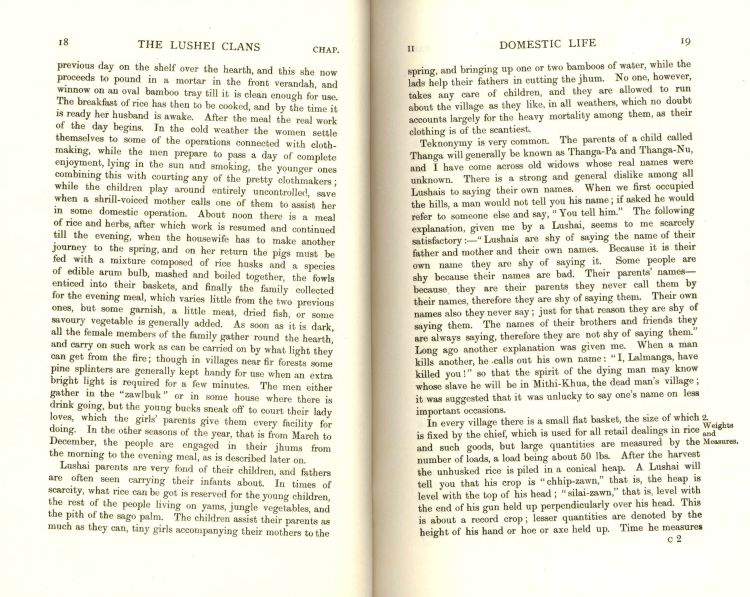 18 THE LUSHEI CLANS CHAP.
previous day on the shelf over the hearth, and this she now
proceeds to pound in a mortar in the front verandah, and
winnow on an oval bamboo tray till it is clean enough for use.
The breakfast of rice has then to be cooked, and by the time it
is ready her husband is awake. After the meal the real work
of the day begins. In the cold weather the women settle
themselves to some of the operations connected with cloth-
making, while the men prepare to pass a day of complete
enjoyment, lying in the sun and smoking, the younger ones
combining this with courting any of the pretty clothmakers;
while the children play around entirely uncontrolled, save
when a shrill-voiced mother calls one of them to assist her
in some domestic operation. About noon there is a meal
of rice and herbs, after which work is resumed and continued
till the evening, when the housewife has to make another
journey to the spring, and on her return the pigs must be
fed with a mixture composed of rice husks and a species
of edible arum bulb, mashed and boiled together, the fowls
enticed into their baskets, and finally the family collected
for the evening meal, which varies little from the two previous
ones, but some garnish, a little meat, dried fish, or some
savoury vegetable is generally added. As soon as it is dark,
all the female members of the family gather round the hearth,
and carry on such work as can be carried on by what light they
can get from the fire; though in villages near fir forests some
pine splinters are generally kept handy for use when an extra
bright light is required for a few minutes. The men either
gather in the "zawlbuk" or in some house where there is
drink going, but the young bucks sneak off to court their lady
loves, which the girls' parents give them every facility for
doing. In the other seasons of the year, that is from March to
December, the people are engaged in their jhums from
the morning to the evening meal, as is described later on.
Lushai parents are very fond of their children, and fathers
are often seen carrying their infants about. In times of
scarcity, what rice can be got is reserved for the young children,
the rest of the people living on yams, jungle vegetables, and
the pith of the sago palm. The children assist their parents as
much as they can, tiny girls accompanying their mothers to the
II DOMESTIC LIFE 19
spring, and bringing up one or two bamboos of water, while the
lads help their fathers in cutting the jhum. No one, however,
takes any care of children, and they are allowed to run
about the village as they like, in all weathers, which no doubt
accounts largely for the heavy mortality among them, as their
clothing is of the scantiest.
Teknonymy is very common. The parents of a child called
Thanga will generally be known as Thanga-Pa and Thanga-Nu,
and I have come across old widows whose real names were
unknown. There is a strong and general dislike among all
Lushais to saying their own names. When we first occupied
the hills, a man would not tell you his name; if asked he would
refer to someone else and say, "You tell him." The following
explanation, given me by a Lushai, seems to me scarcely
satisfactory:—"Lushais are shy of saying the name of their
father and mother and their own names. Because it is their
own name they are shy of saying it. Some people are
shy because their names are bad. Their parents' names—
because they are their parents they never call them by
their names, therefore they are shy of saying them. Their own
names also they never say; just for that reason they are shy of
saying them. The names of their brothers and friends they
are always saying, therefore they are not shy of saying them."
Long ago another explanation was given me. When a man
kills another, he calls out his own name: "I, Lalmanga, have
killed you!" so that the spirit of the dying man may know
whose slave he will be in Mithi-Khua, the dead man's village;
it was suggested that it was unlucky to say one's name on less
important occasions.
In every village there is a small flat basket, the size of which
is fixed by the chief, which is used for all retail dealings in rice
and such goods, but large quantities are measured by the
number of loads, a load being about 50 lbs. After the harvest
the unhusked rice is piled in a conical heap. A Lushai will
tell you that his crop is "chhip-zawn," that is, the heap is
level with the top of his head; "silai-zawn," that is, level with
the end of his gun held up perpendicularly over his head. This
is about a record crop; lesser quantities are denoted by the
height of his hand or hoe or axe held up. Time he measures
2.
Weights
and
Measures.
C 2